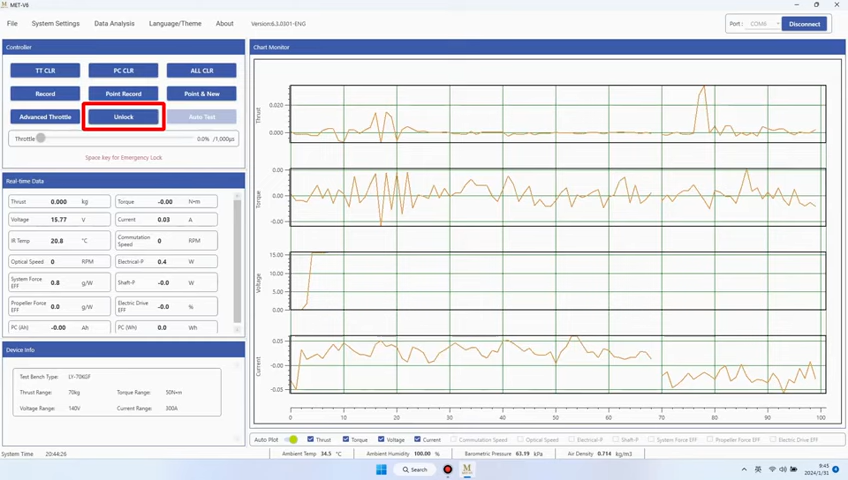 MET-V6
File System Settings Data Analysis Language/Theme About Version:6.3.0301-ENG Port : COM6 Disconnect
Controller
TT CLR PC CLR ALL CLR
Record Point Record Point & New
Advanced Throttle Unlock Auto Test
Throttle 0.0% /1,000μs
Space key for Emergency Lock
Real-time Data
Thrust 0.000 kg Torque -0.00 N•m
Voltage 15.77 V Current 0.03 A
IR Temp 20.8 °C Commutation Speed 0 RPM
Optical Speed 0 RPM Electrical-P 0.4 W
System Force EFF 0.8 g/W Shaft-P -0.0 W
Propeller Force EFF 0.0 g/W Electric Drive EFF -0.0 %
PC (Ah) -0.00 Ah PC (Wh) 0.0 Wh
Device Info
Test Bench Type: LY-70KGF
Thrust Range: 70kg Torque Range: 50N•m
Voltage Range: 140V Current Range: 300A
Chart Monitor
Thrust
0.020
0.000
Torque
0.00
-0.00
-0.00
Voltage
15.00
10.00
5.00
0.00
Current
0.05
-0.00
-0.05
0 10 20 30 40 50 60 70 80 90 100
Auto Plot Thrust Torque Voltage Current Commutation Speed Optical Speed Electrical-P Shaft-P System Force EFF Propeller Force EFF Electric Drive EFF
System Time 20:44:26 Ambient Temp 34.5 °C Ambient Humidity 100.00 % Barometric Pressure 63.19 kPa Air Density 0.714 kg/m3
Search 英 9:45
2024/1/31